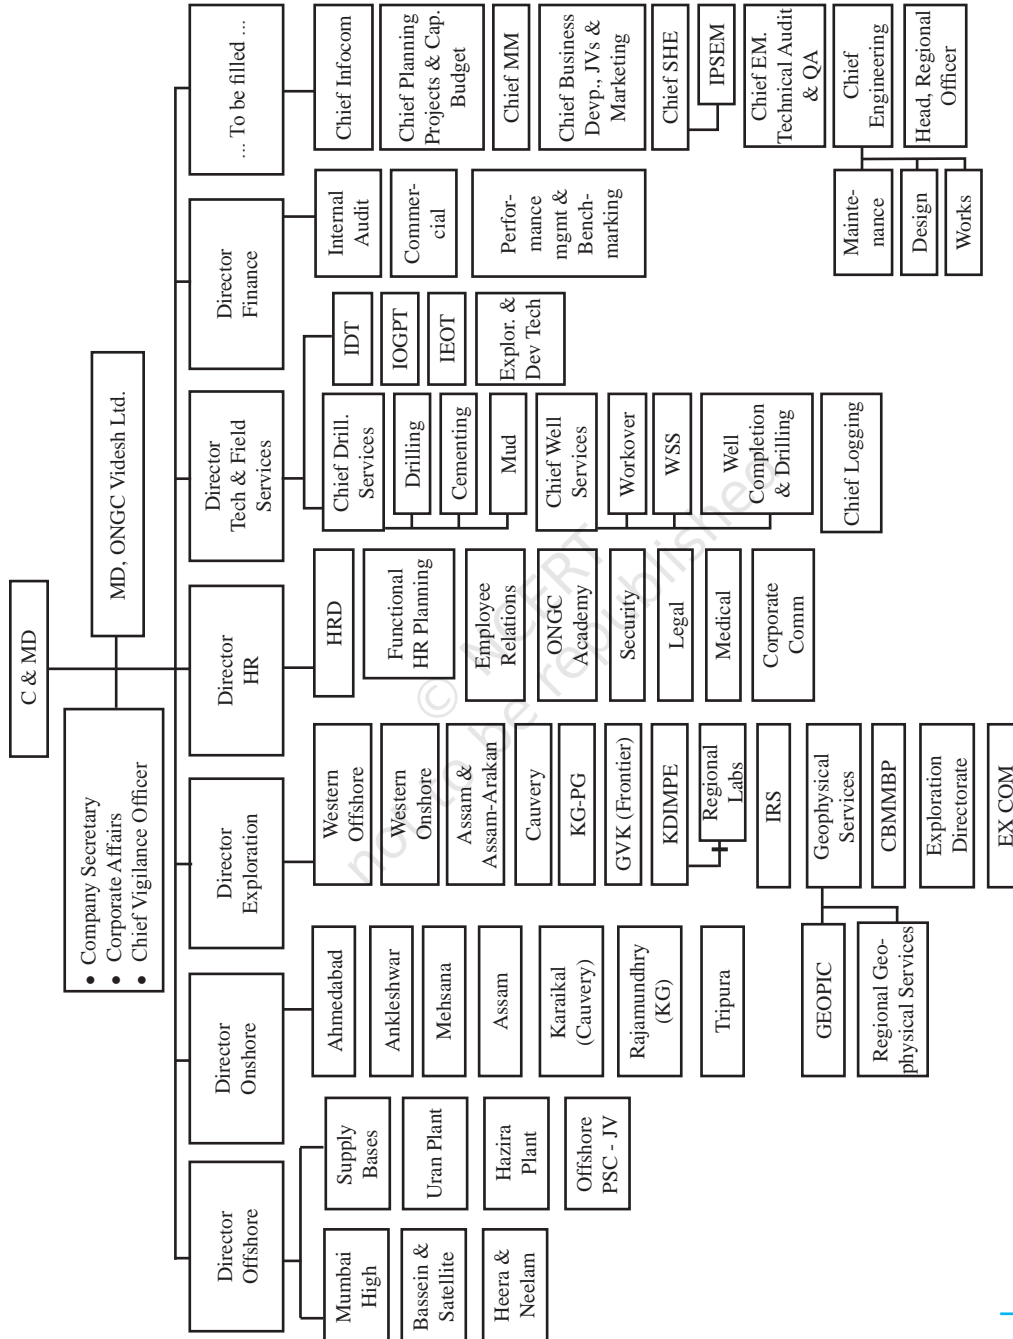 C & MD
• Company Secretary
• Corporate Affairs
• Chief Vigilance Officer
MD, ONGC Videsh Ltd.
Director
Offshore
Mumbai
High
Bassein &
Satellite
Heera &
Neelam
Supply
Bases
Uran Plant
Hazira
Plant
Offshore
PSC - JV
Director
Onshore
Ahmedabad
Ankleshwar
Mehsana
Assam
Karaikal
(Cauvery)
Rajamundhry
(KG)
Tripura
Director
Exploration
Western
Offshore
Western
Onshore
Assam &
Assam-Arakan
Cauvery
KG-PG
GVK (Frontier)
KDIMPE
Regional
Labs
IRS
Geophysical
Services
GEOPIC
Regional Geo-
physical Services
CBMMBP
Exploration
Directorate
EX COM
Director
HR
HRD
Functional
HR Planning
Employee
Relations
ONGC
Academy
Security
Legal
Medical
Corporate
Comm
Director
Tech & Field
Services
Chief Drill.
Services
Drilling
Cementing
Mud
Chief Well
Services
Workover
WSS
Well
Completion
& Drilling
Chief Logging
IDT
IOGPT
IEOT
Explor. &
Dev Tech
Director
Finance
Internal
Audit
Commer-
cial
Perfor-
mance
mgmt &
Bench-
marking
... To be filled ...
Chief Infocom
Chief Planning
Projects & Cap.
Budget
Chief MM
Chief Business
Devp., JVs &
Marketing
Chief SHE
IPSEM
Chief EM.
Technical Audit
& QA
Chief
Engineering
Mainte-
nance
Design
Works
Head, Regional
Officer
© NCERT
not to be republished